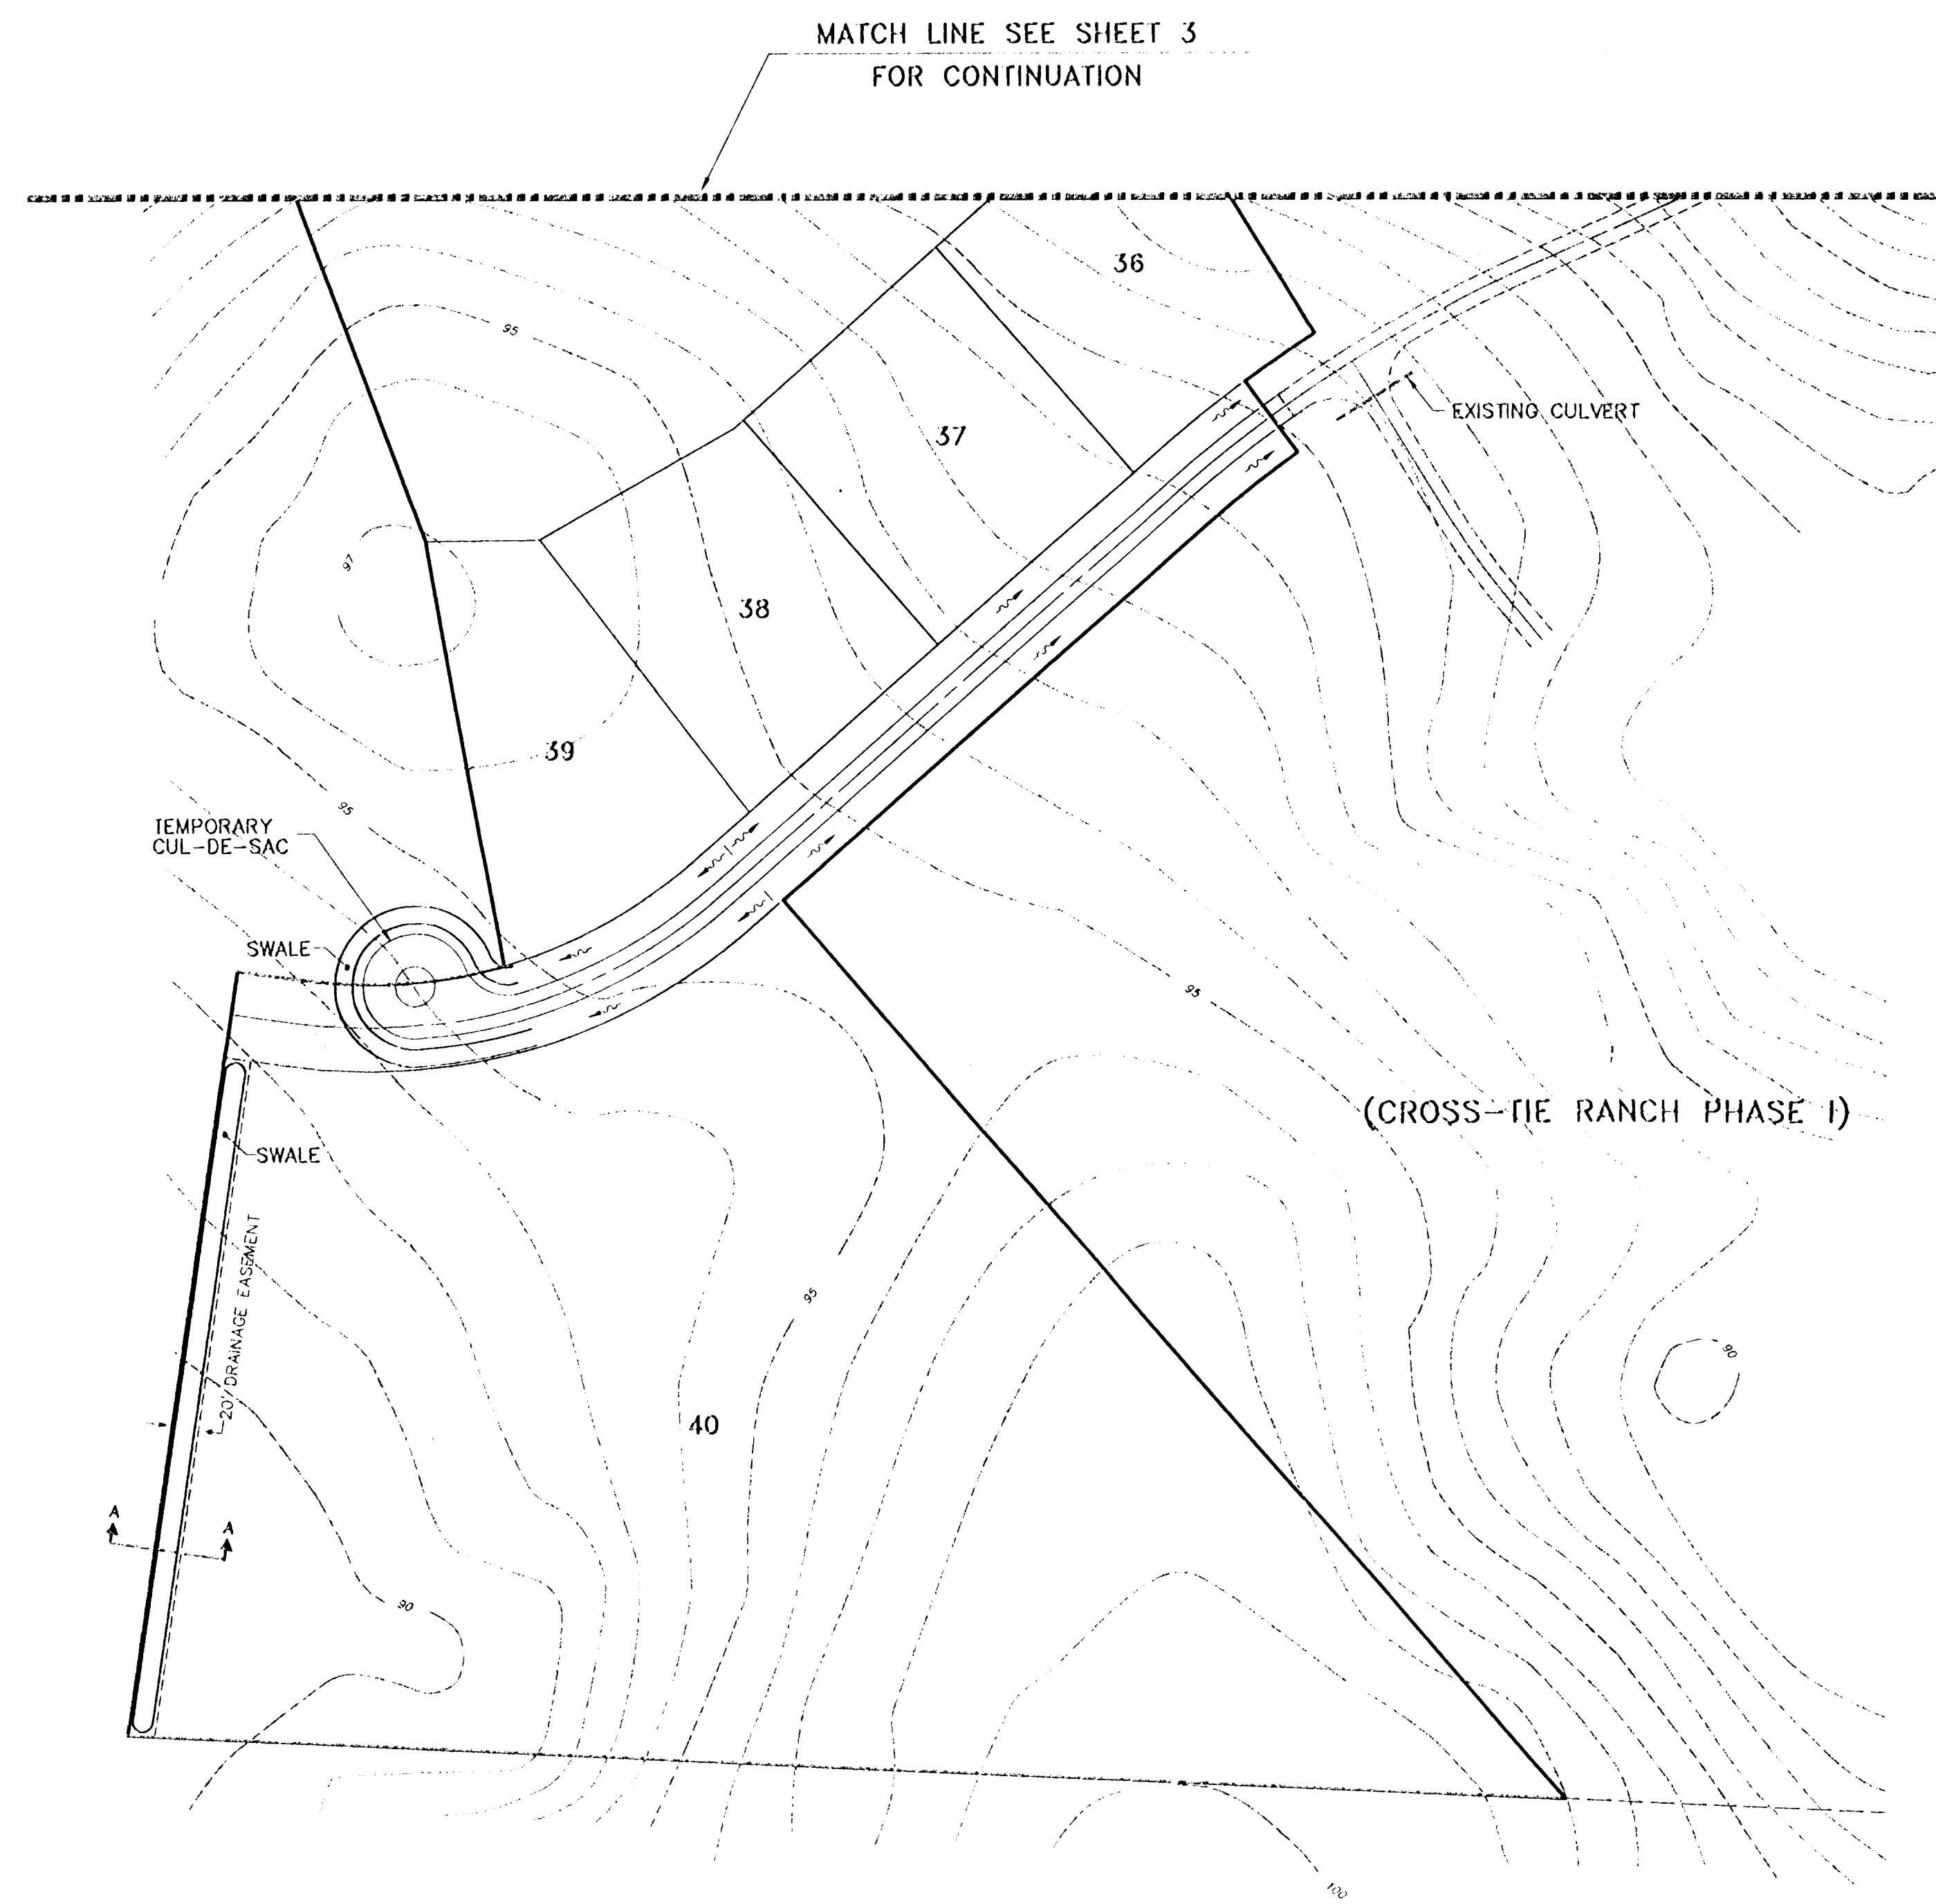 MATCH LINE SEE SHEET 3
FOR CONTINUATION
36
95
EXISTING CULVERT
37
97
38
39
95
TEMPORARY
CUL-DE-SAC
SWALE
95
(CROSS-TIE RANCH PHASE I)
SWALE
20' DRAINAGE EASEMENT
95
90
40
A
A
90
100